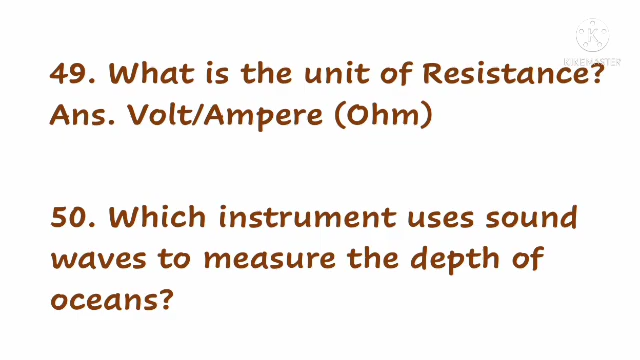 KINEMASTER
49. What is the unit of Resistance?
Ans. Volt/Ampere (Ohm)
50. Which instrument uses sound
waves to measure the depth of
oceans?